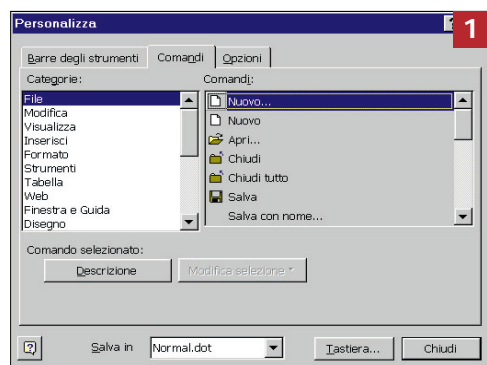 Personalizza
1
Barre degli strumenti Comandi Opzioni
Categorie: Comandi:
File
Modifica
Visualizza
Inserisci
Formato
Strumenti
Tabella
Web
Finestra e Guida
Disegno
Nuovo...
Nuovo
Apri...
Chiudi
Chiudi tutto
Salva
Salva con nome...
Comando selezionato:
Descrizione Modifica selezione
? Salva in Normal.dot Tastiera... Chiudi